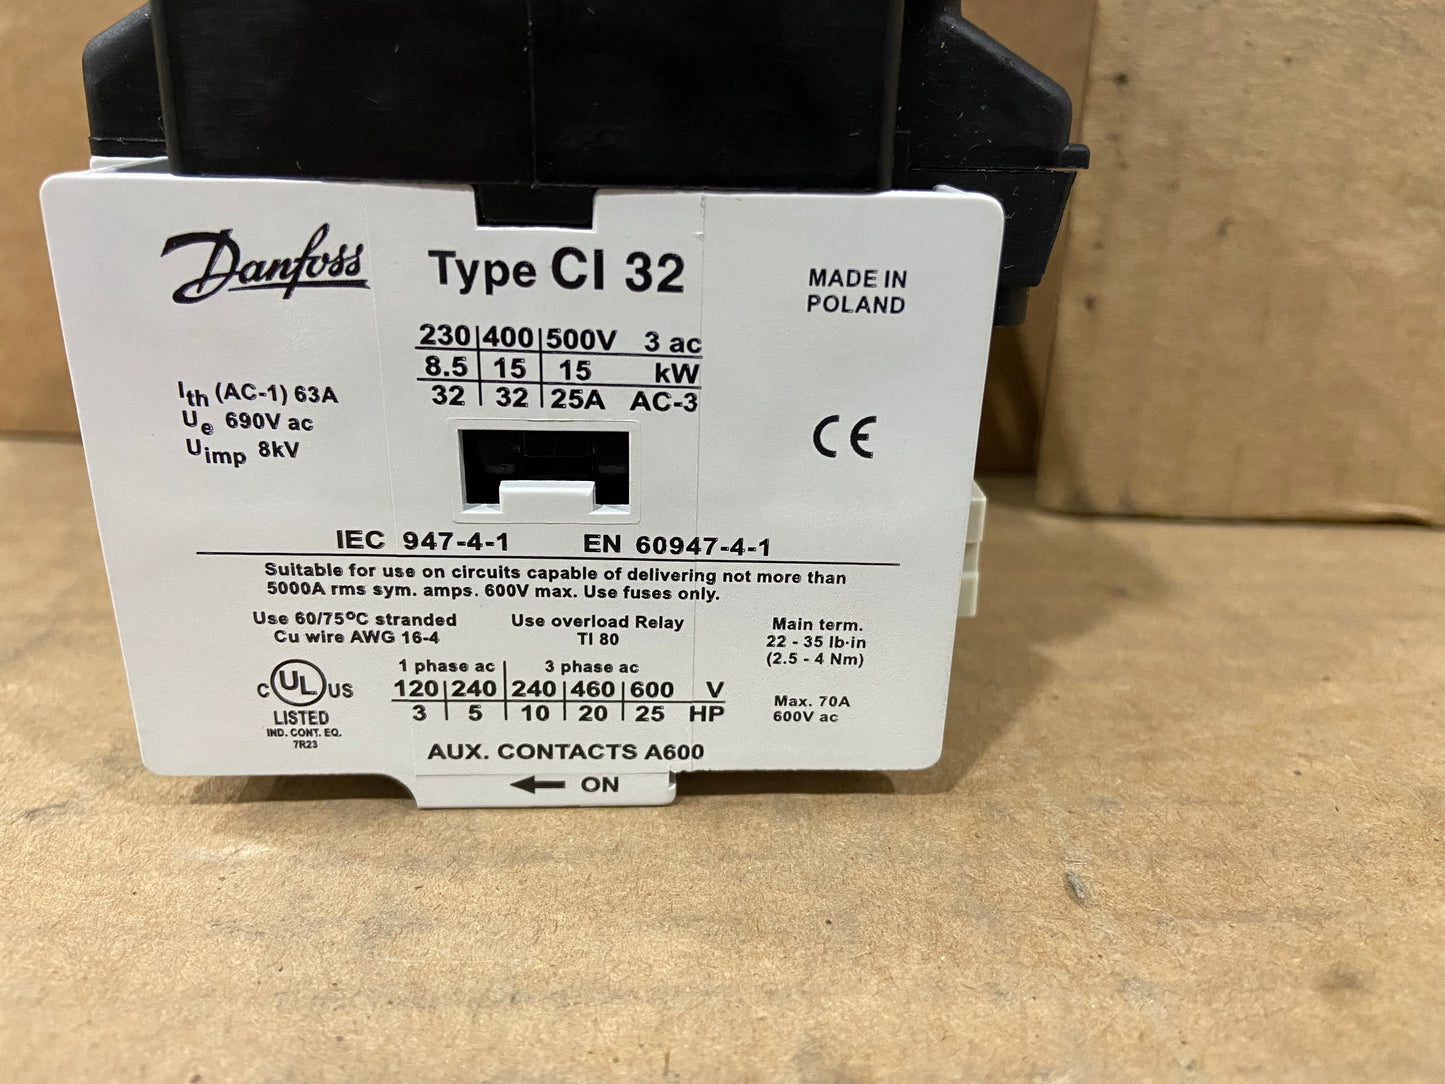 Danfoss
Type CI 32
MADE IN
POLAND
230 400 500V 3 ac
8.5 15 15 kW
32 32 25A AC-3
Ith (AC-1) 63A
Ue 690V ac
Uimp 8kV
CE
IEC 947-4-1 EN 60947-4-1
Suitable for use on circuits capable of delivering not more than
5000A rms sym. amps. 600V max. Use fuses only.
Use 60/75°C stranded
Cu wire AWG 16-4
Use overload Relay
TI 80
Main term.
22 - 35 lb·in
(2.5 - 4 Nm)
C UL US
LISTED
IND. CONT. EQ.
7R23
1 phase ac 3 phase ac
120 240 240 460 600 V
3 5 10 20 25 HP
Max. 70A
600V ac
AUX. CONTACTS A600
← ON